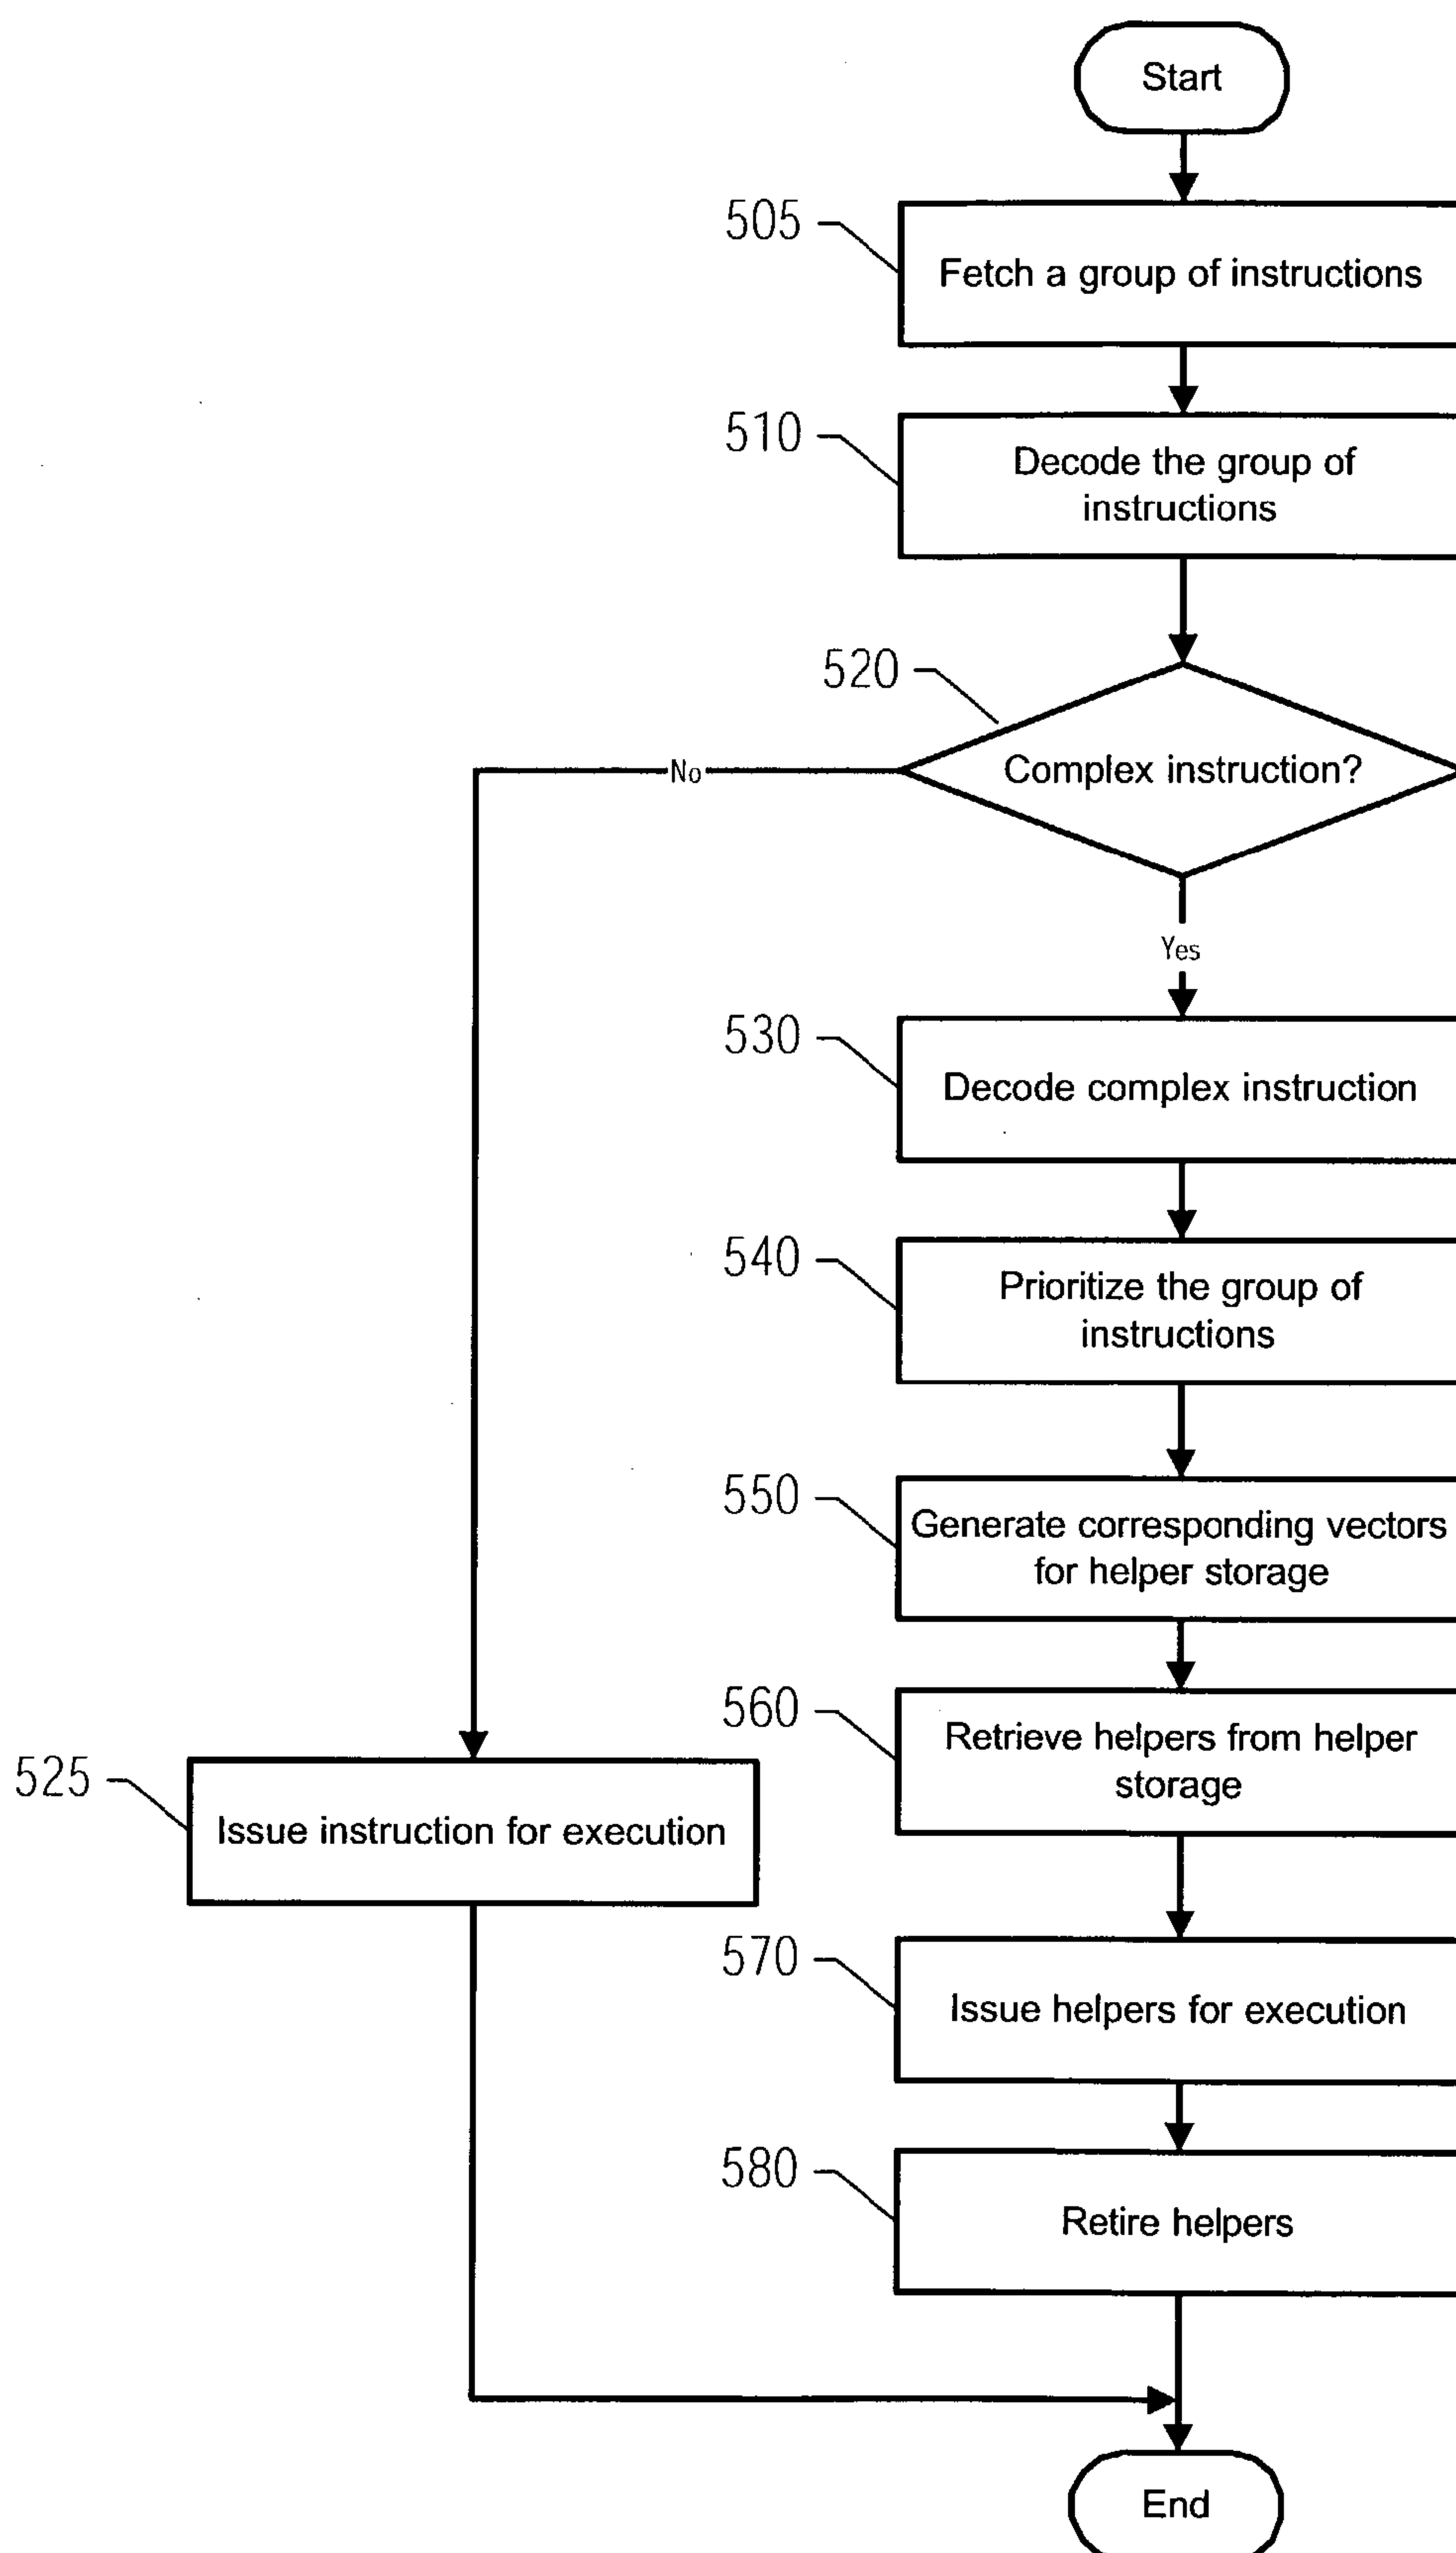 Start
505
Fetch a group of instructions
510
Decode the group of
instructions
520
Complex instruction?
No
Yes
530
Decode complex instruction
540
Prioritize the group of
instructions
550
Generate corresponding vectors
for helper storage
560
Retrieve helpers from helper
storage
525
Issue instruction for execution
570
Issue helpers for execution
580
Retire helpers
End